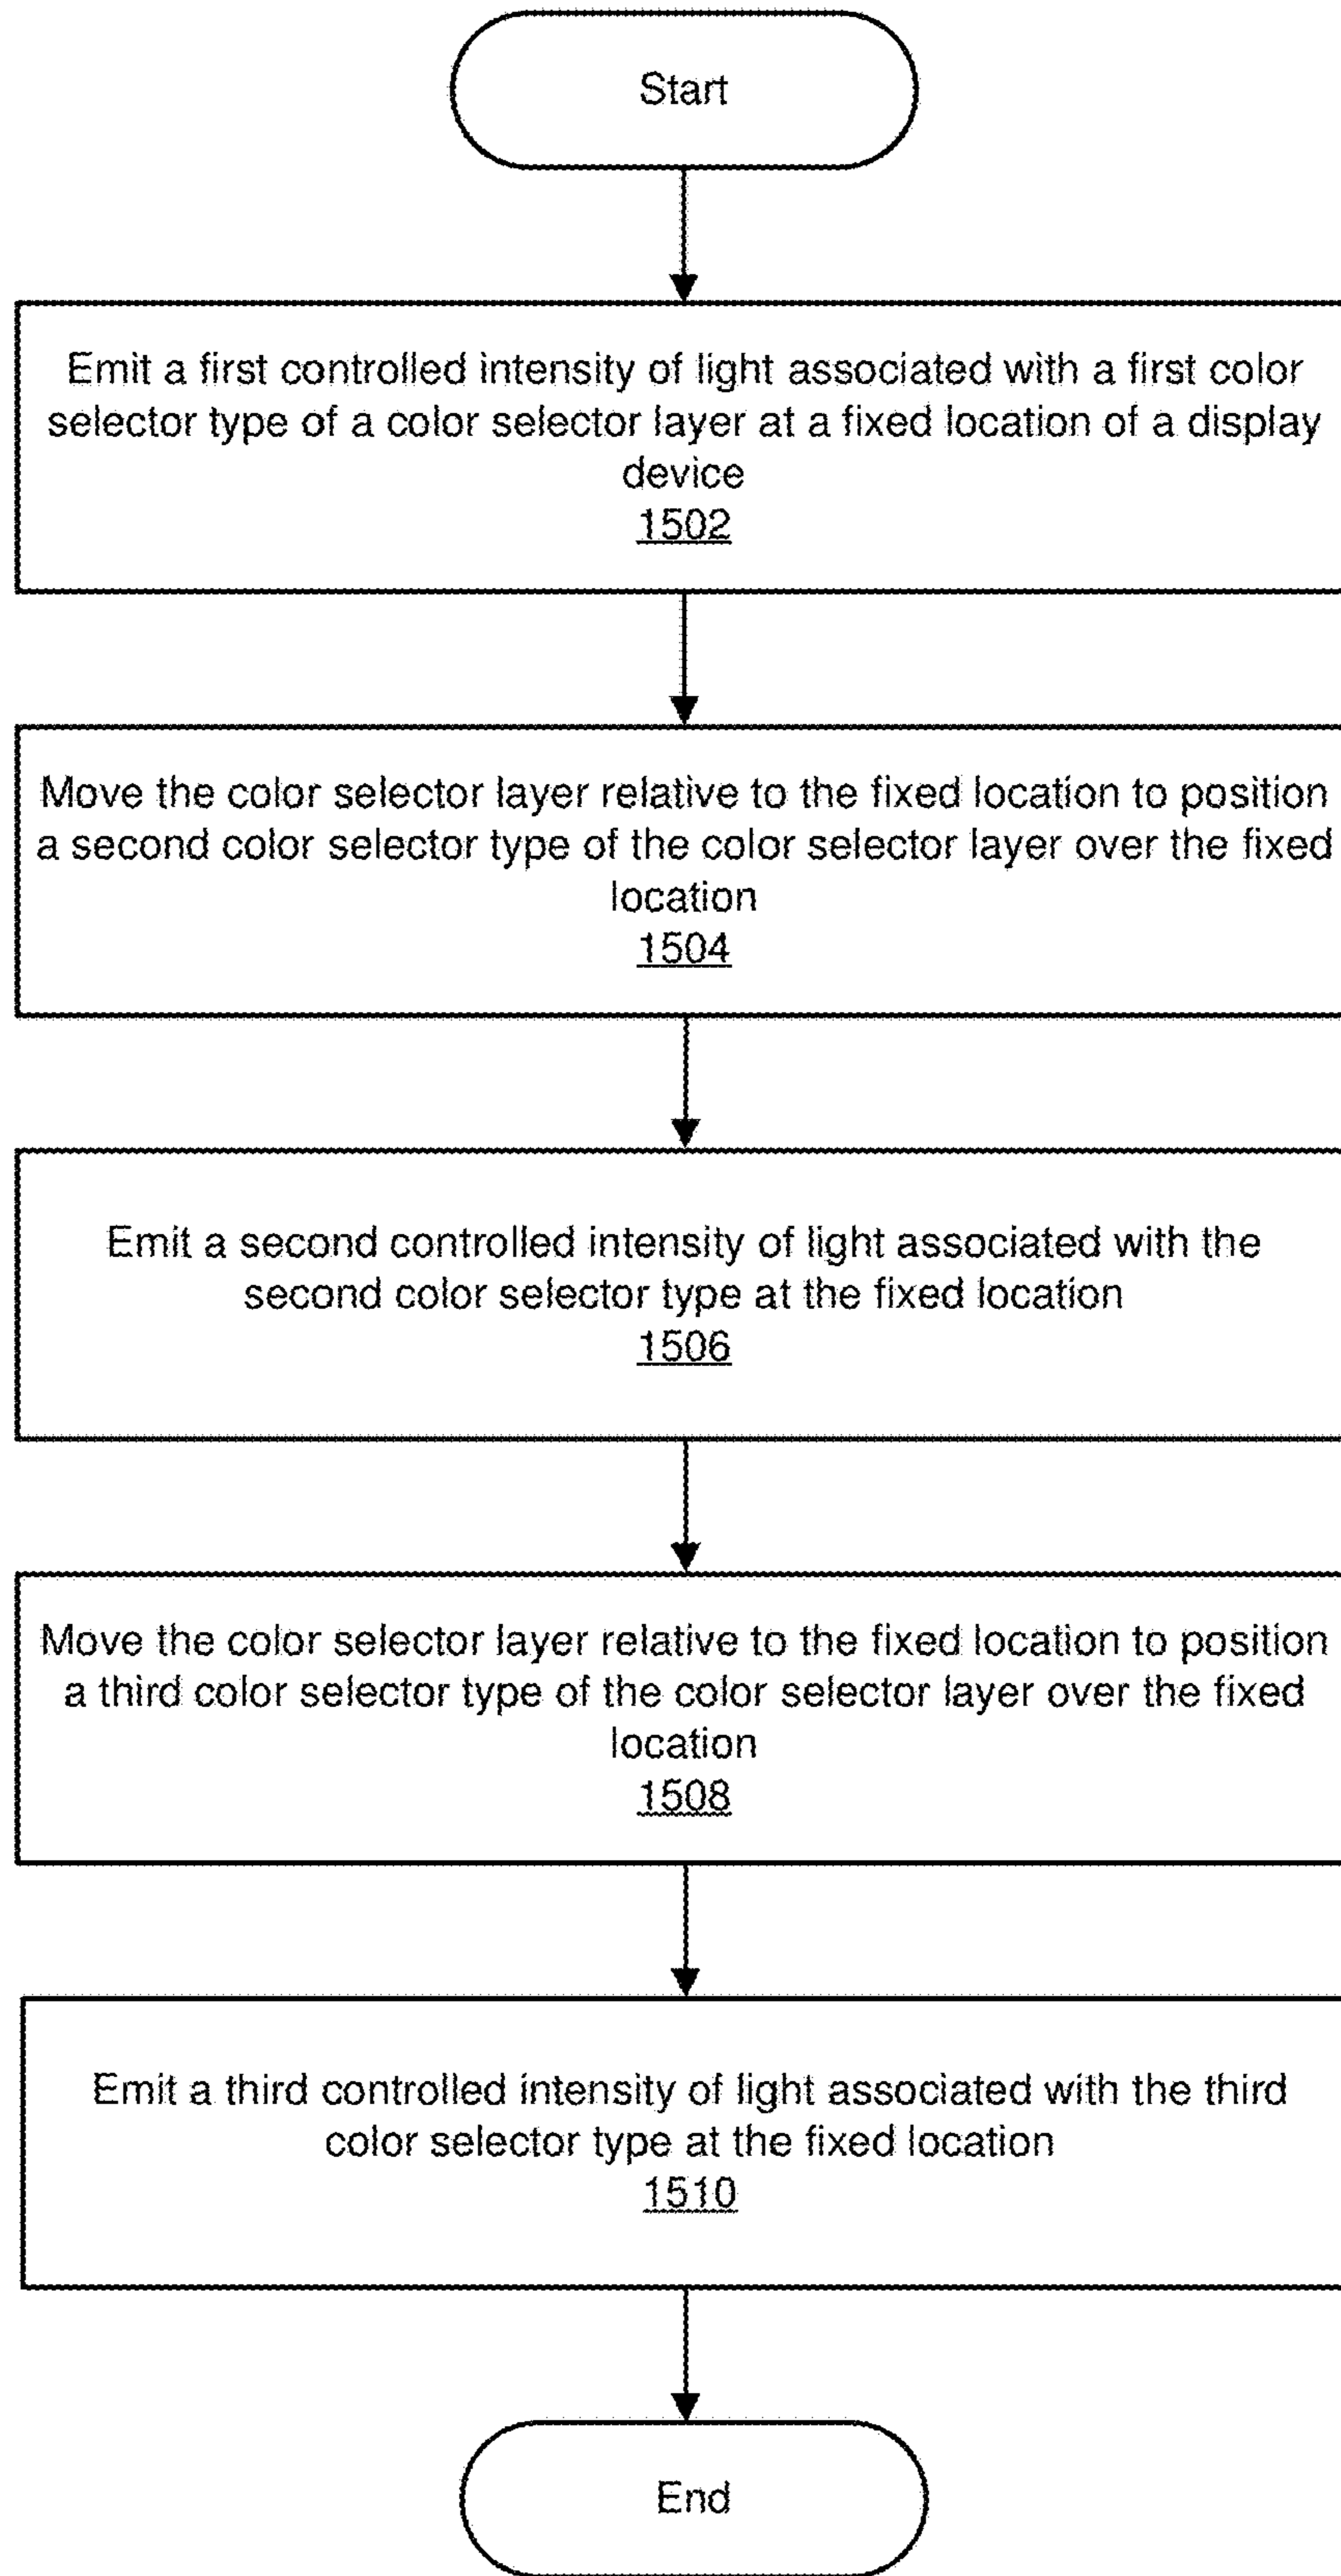 Start
Emit a first controlled intensity of light associated with a first color
selector type of a color selector layer at a fixed location of a display
device
1502
Move the color selector layer relative to the fixed location to position
a second color selector type of the color selector layer over the fixed
location
1504
Emit a second controlled intensity of light associated with the
second color selector type at the fixed location
1506
Move the color selector layer relative to the fixed location to position
a third color selector type of the color selector layer over the fixed
location
1508
Emit a third controlled intensity of light associated with the third
color selector type at the fixed location
1510
End